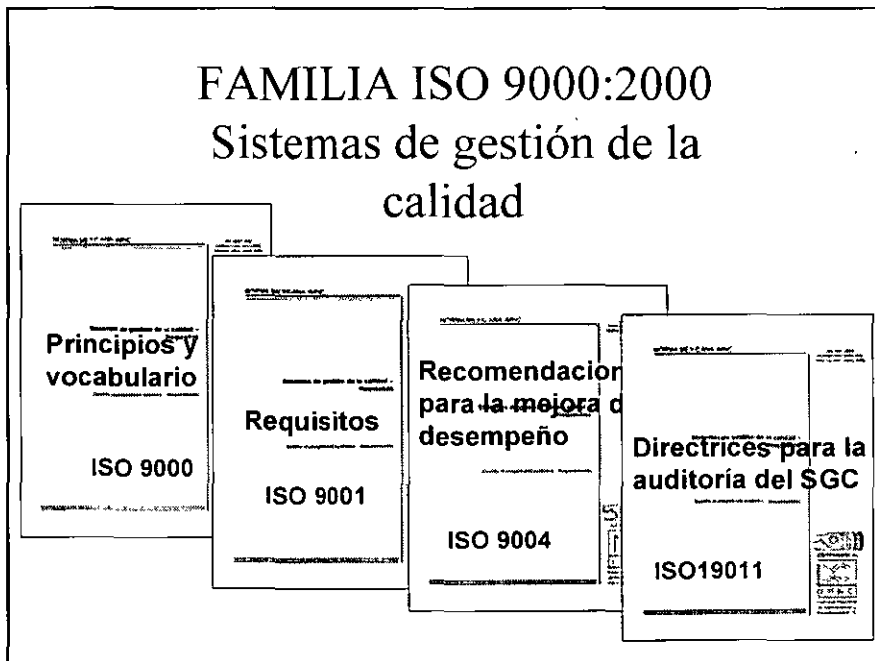 FAMILIA ISO 9000:2000
Sistemas de gestión de la
calidad
Principios y
vocabulario
ISO 9000
Requisitos
ISO 9001
Recomendacion
para la mejora d
desempeño
ISO 9004
Directrices para la
auditoría del SGC
ISO19011